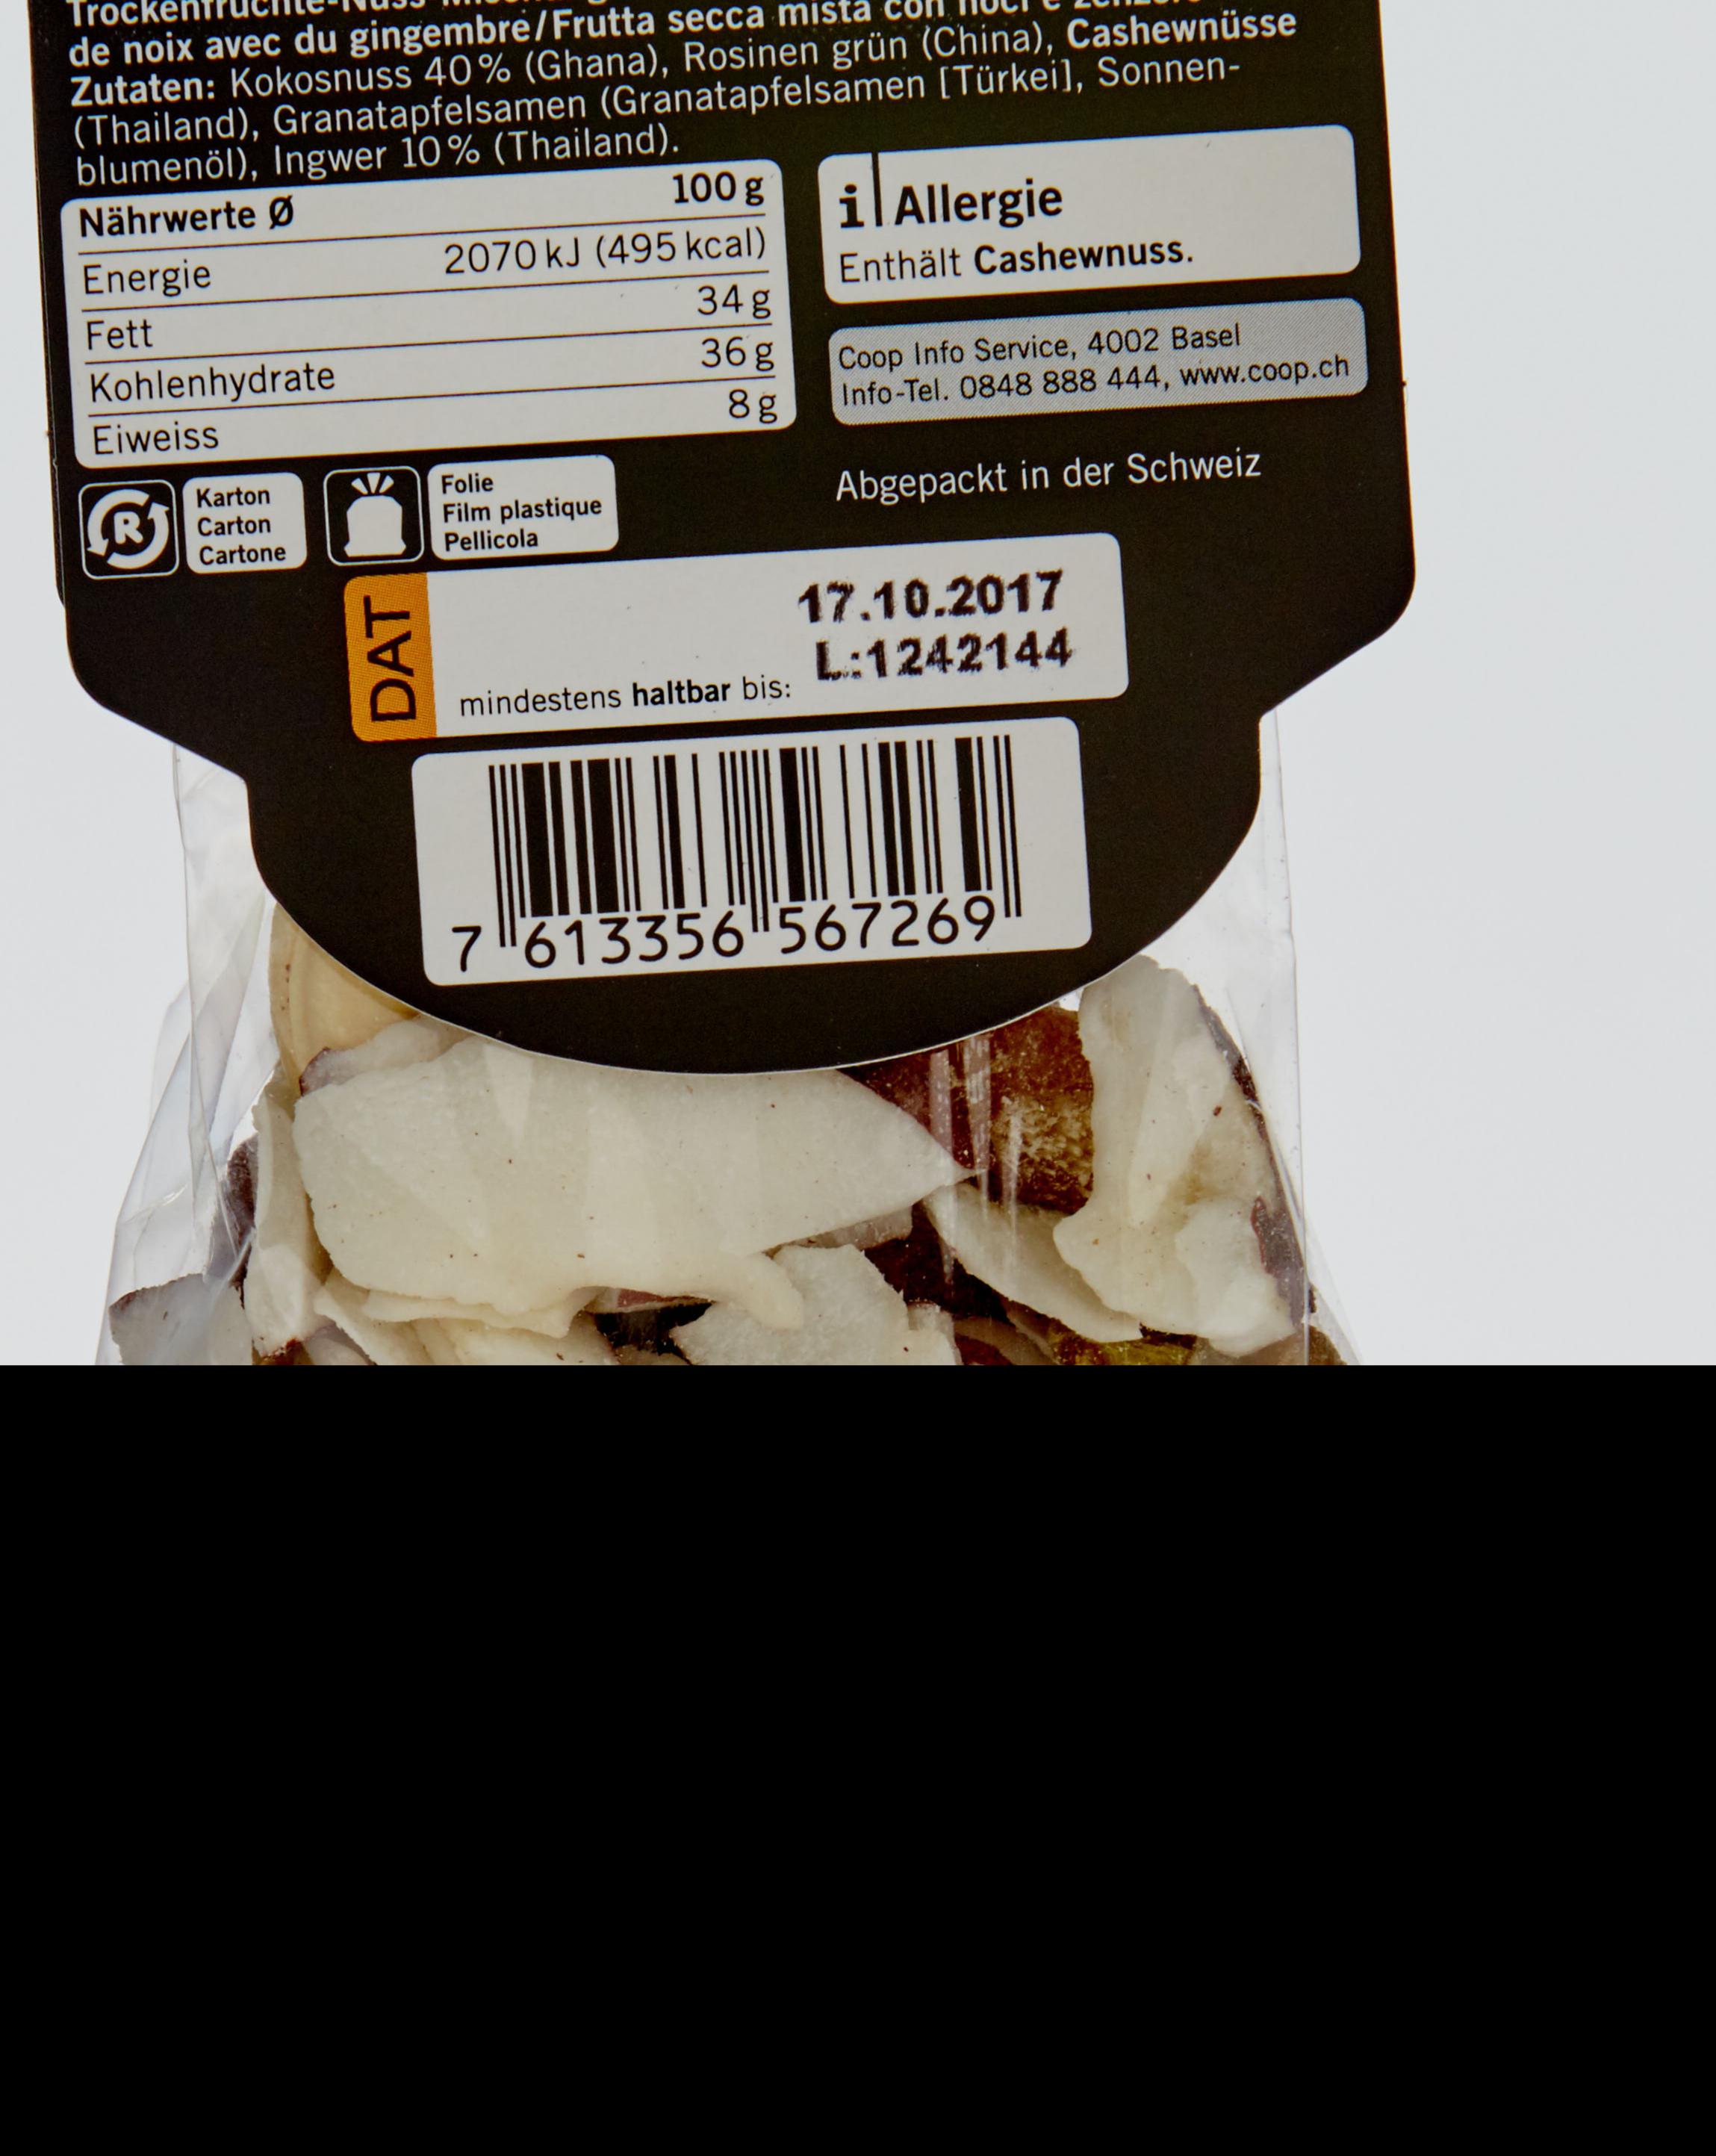 de noix avec du gingembre/Frutta secca mista con noci e
Zutaten: Kokosnuss 40% (Ghana), Rosinen grün (China), Cashewnüsse
(Thailand), Granatapfelsamen (Granatapfelsamen [Türkei], Sonnen-
blumenöl), Ingwer 10% (Thailand).
Nährwerte Ø 100 g
Energie 2070 kJ (495 kcal)
Fett 34 g
Kohlenhydrate 36 g
Eiweiss 8 g
i Allergie
Enthält Cashewnuss.
Coop Info Service, 4002 Basel
Info-Tel. 0848 888 444, www.coop.ch
Abgepackt in der Schweiz
R
Karton
Carton
Cartone
Folie
Film plastique
Pellicola
DAT
17.10.2017
L:1242144
mindestens haltbar bis:
7 613356 567269